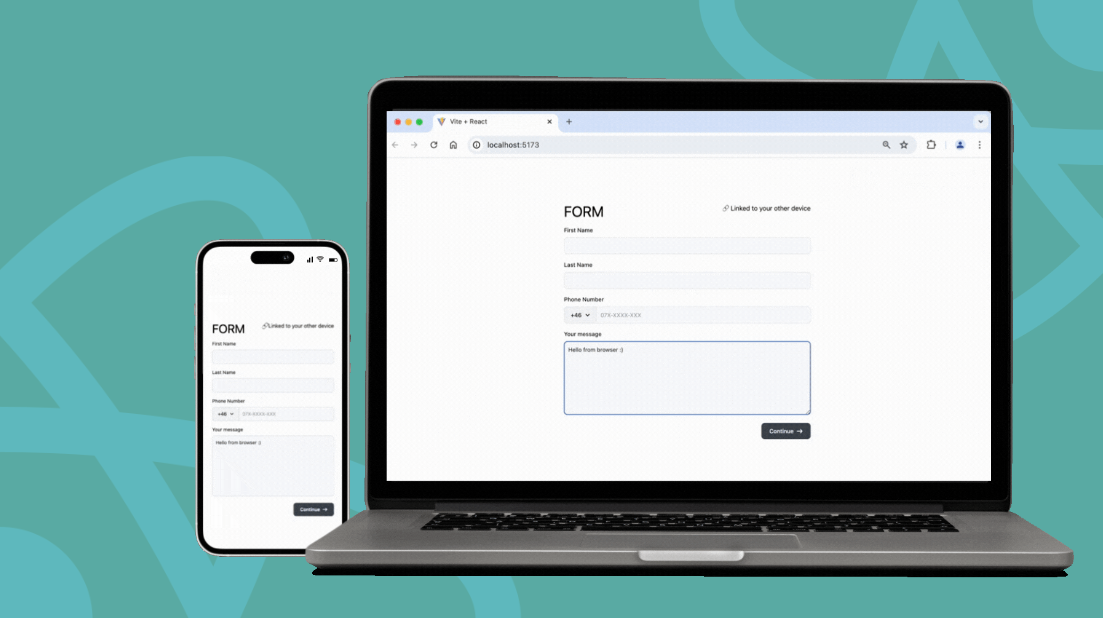 Vite + React
localhost:5173
FORM
Linked to your other device
First Name
Last Name
Phone Number
+46
07X-XXXX-XXX
Your message
Hello from browser :)
Continue →
FORM
Linked to your other device
First Name
Last Name
Phone Number
+46
07X-XXXX-XXX
Your message
Hello from browser :)
Continue →